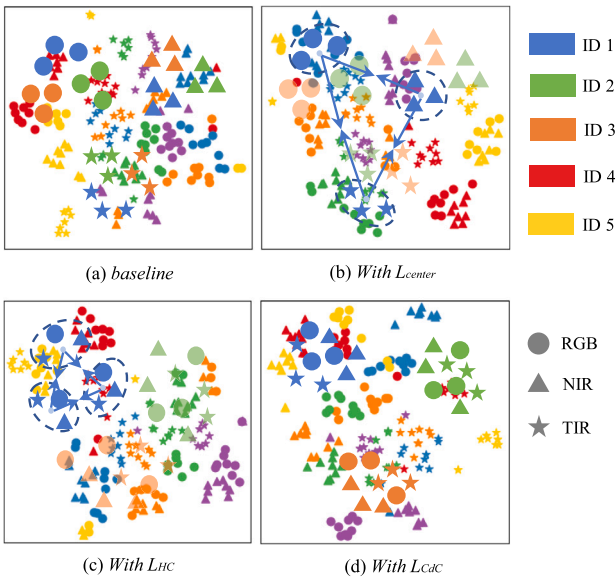 (a) baseline
(b) With Lcenter
ID 1
ID 2
ID 3
ID 4
ID 5
(c) With LHC
(d) With LCdC
RGB
NIR
TIR